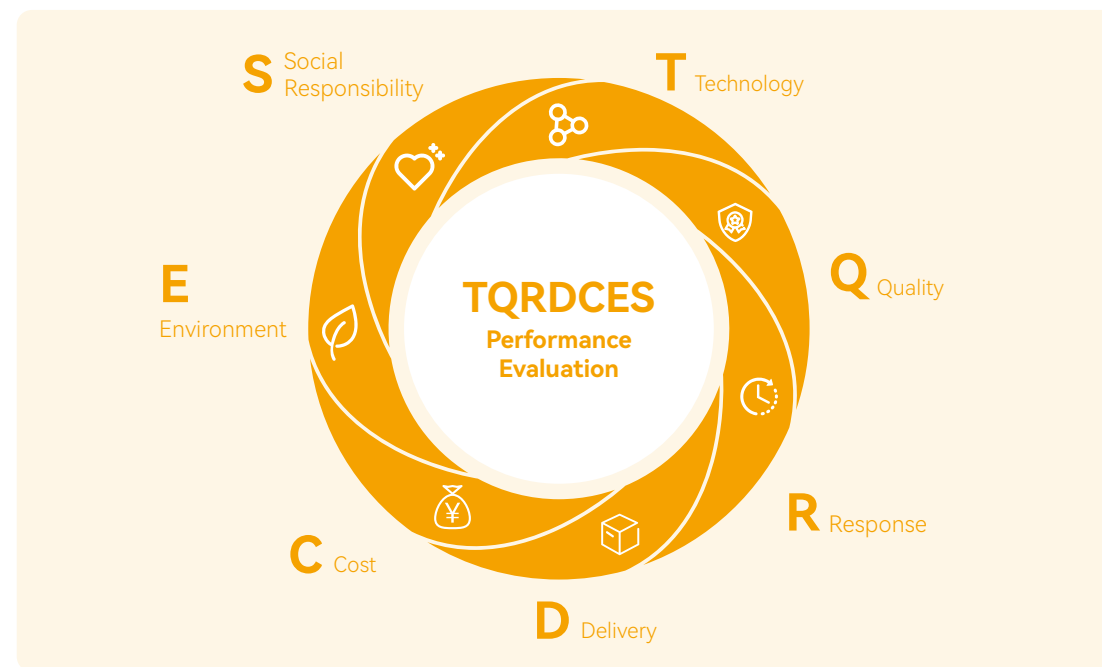 S Social
Responsibility
T Technology
E
Environment
TQRDCES
Performance
Evaluation
Q Quality
¥
C Cost
R Response
D Delivery